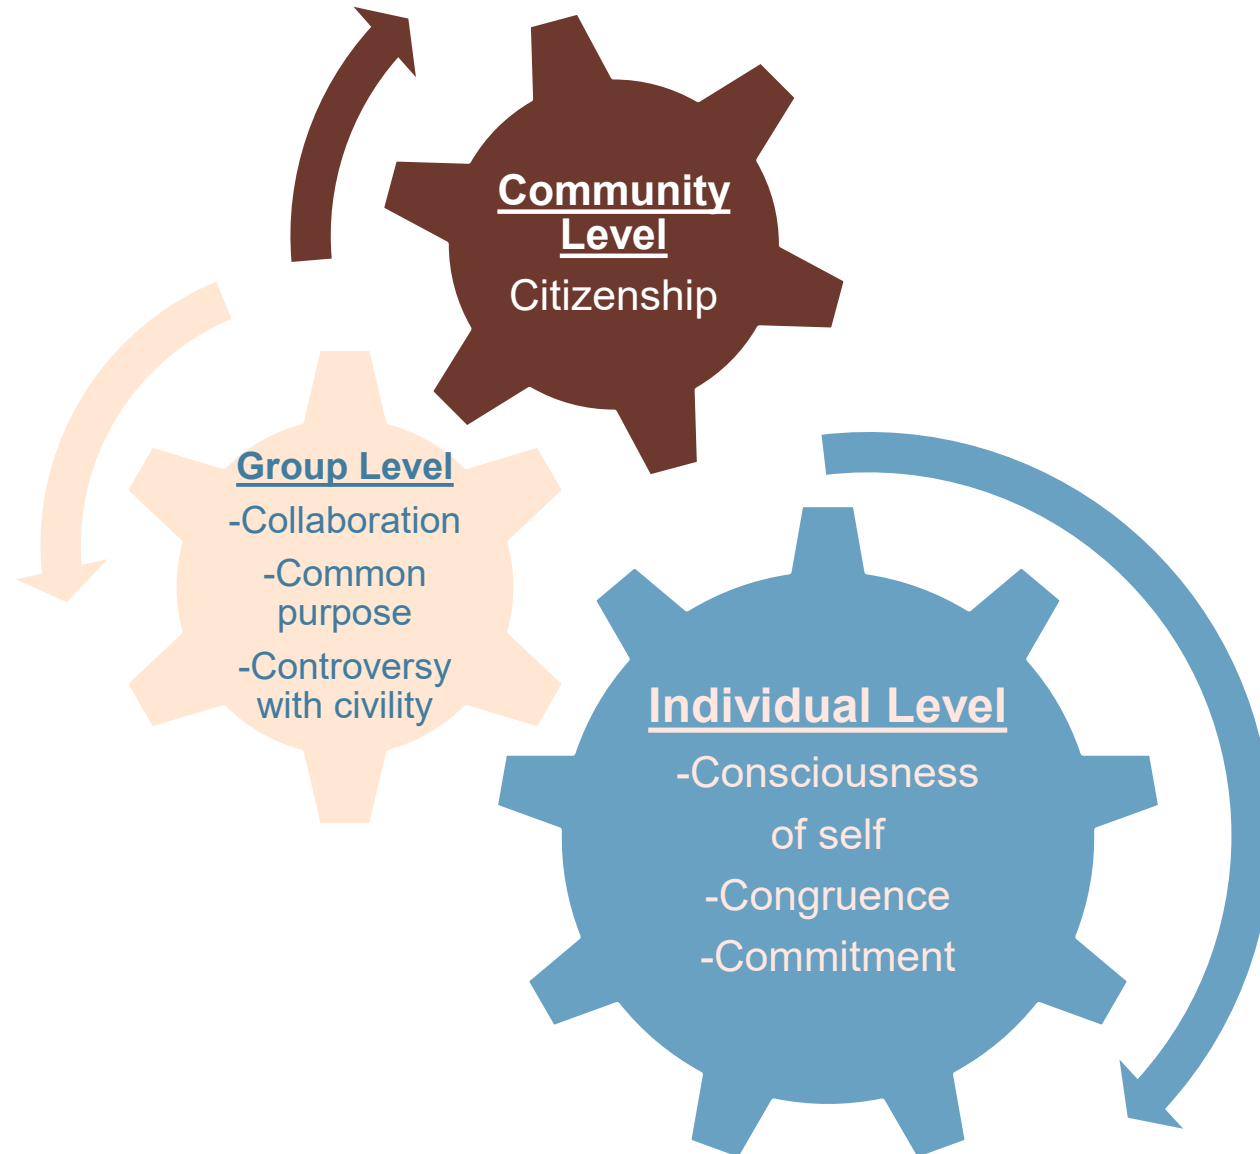 Community
Level
Citizenship
Group Level
-Collaboration
-Common
purpose
-Controversy
with civility
Individual Level
-Consciousness
of self
-Congruence
-Commitment